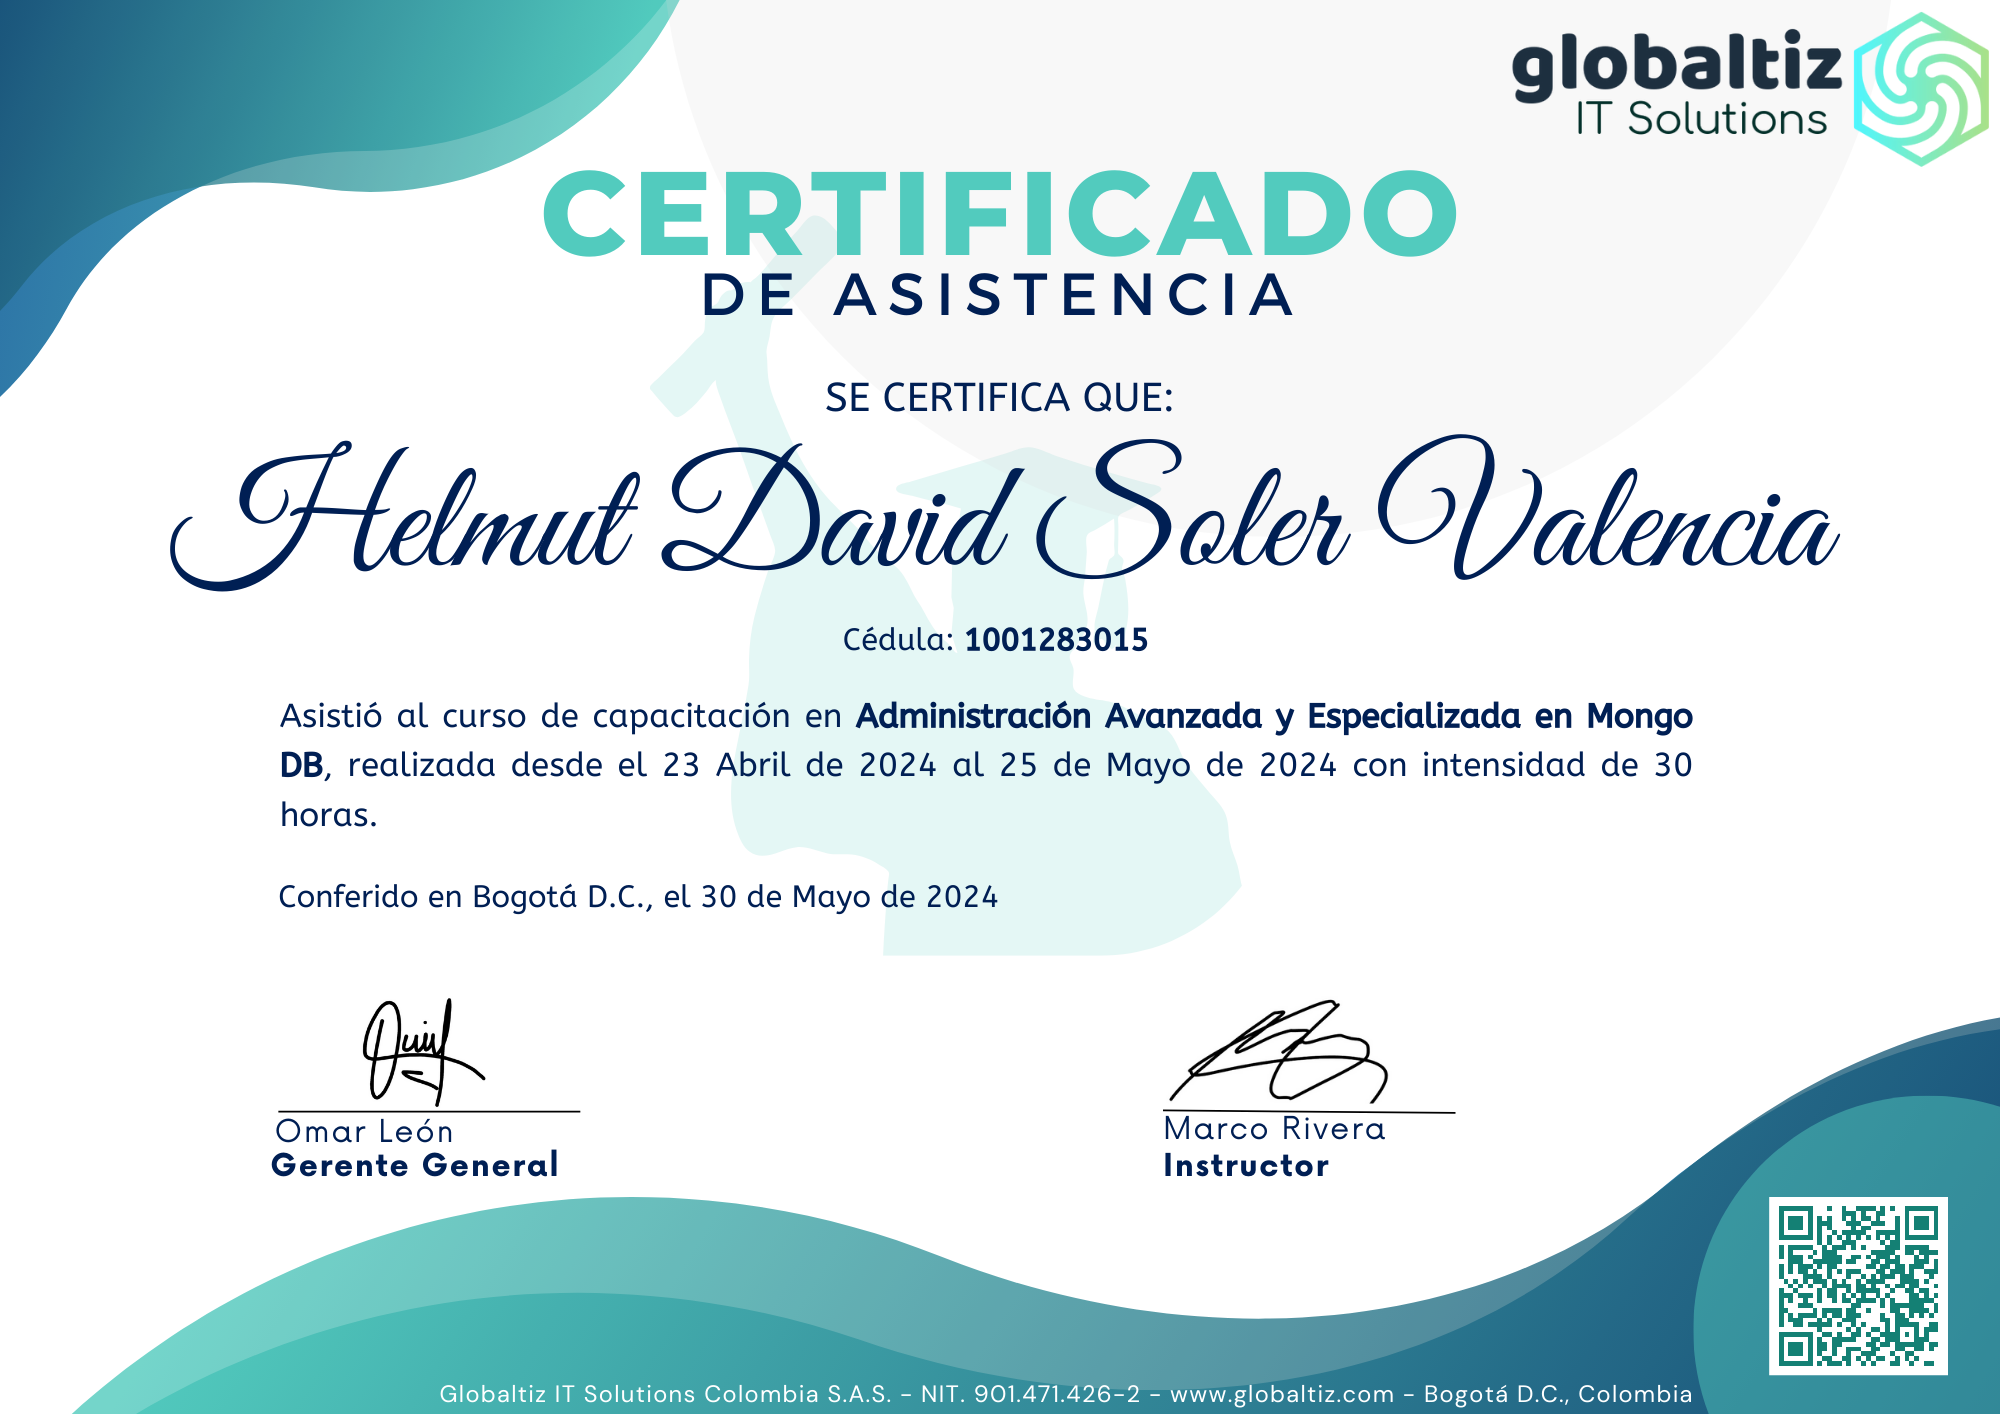 globaltiz
IT Solutions
CERTIFICADO
DE ASISTENCIA
SE CERTIFICA QUE:
Helmut David Soler Valencia
Cédula: 1001283015
Asistió al curso de capacitación en Administración Avanzada y Especializada en Mongo
DB, realizada desde el 23 Abril de 2024 al 25 de Mayo de 2024 con intensidad de 30
horas.
Conferido en Bogotá D.C., el 30 de Mayo de 2024
Omar León
Gerente General
Marco Rivera
Instructor
Globaltiz IT Solutions Colombia S.A.S. - NIT. 901.471.426-2 - www.globaltiz.com - Bogotá D.C., Colombia